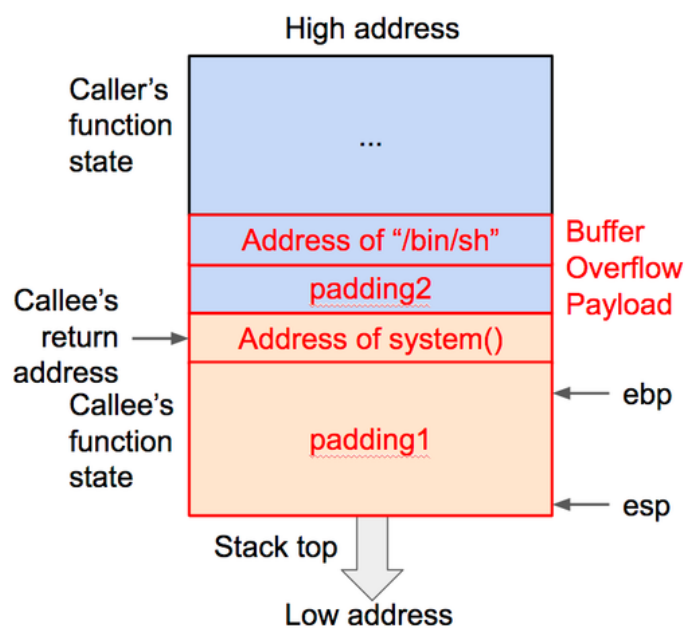 High address
Caller's
function
state
...
Address of “/bin/sh”
Buffer
Overflow
Payload
padding2
Callee's
return
address
Address of system()
Callee's
function
state
padding1
ebp
esp
Stack top
Low address